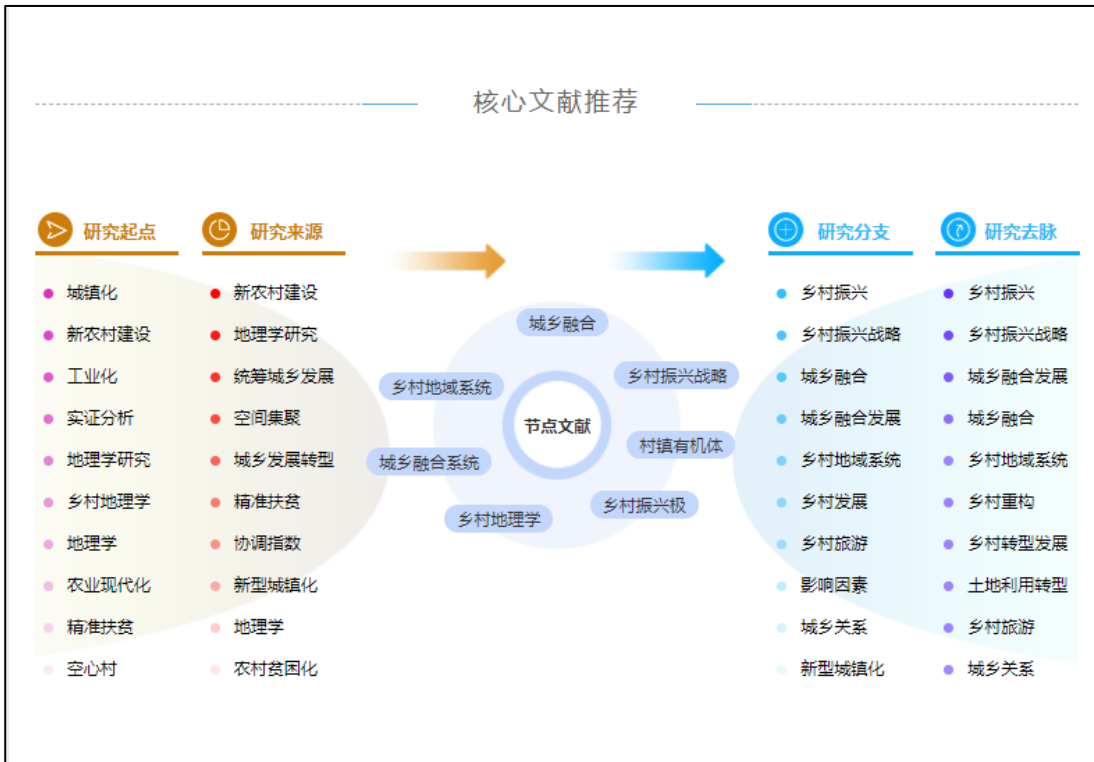 核心文献推荐
研究起点
城镇化
新农村建设
工业化
实证分析
地理学研究
乡村地理学
地理学
农业现代化
精准扶贫
空心村
研究来源
新农村建设
地理学研究
统筹城乡发展
空间集聚
城乡发展转型
精准扶贫
协调指数
新型城镇化
地理学
农村贫困化
城乡融合
乡村地域系统
乡村振兴战略
节点文献
村镇有机体
城乡融合系统
乡村振兴极
乡村地理学
研究分支
乡村振兴
乡村振兴战略
城乡融合
城乡融合发展
乡村地域系统
乡村发展
乡村旅游
影响因素
城乡关系
新型城镇化
研究去脉
乡村振兴
乡村振兴战略
城乡融合发展
城乡融合
乡村地域系统
乡村重构
乡村转型发展
土地利用转型
乡村旅游
城乡关系